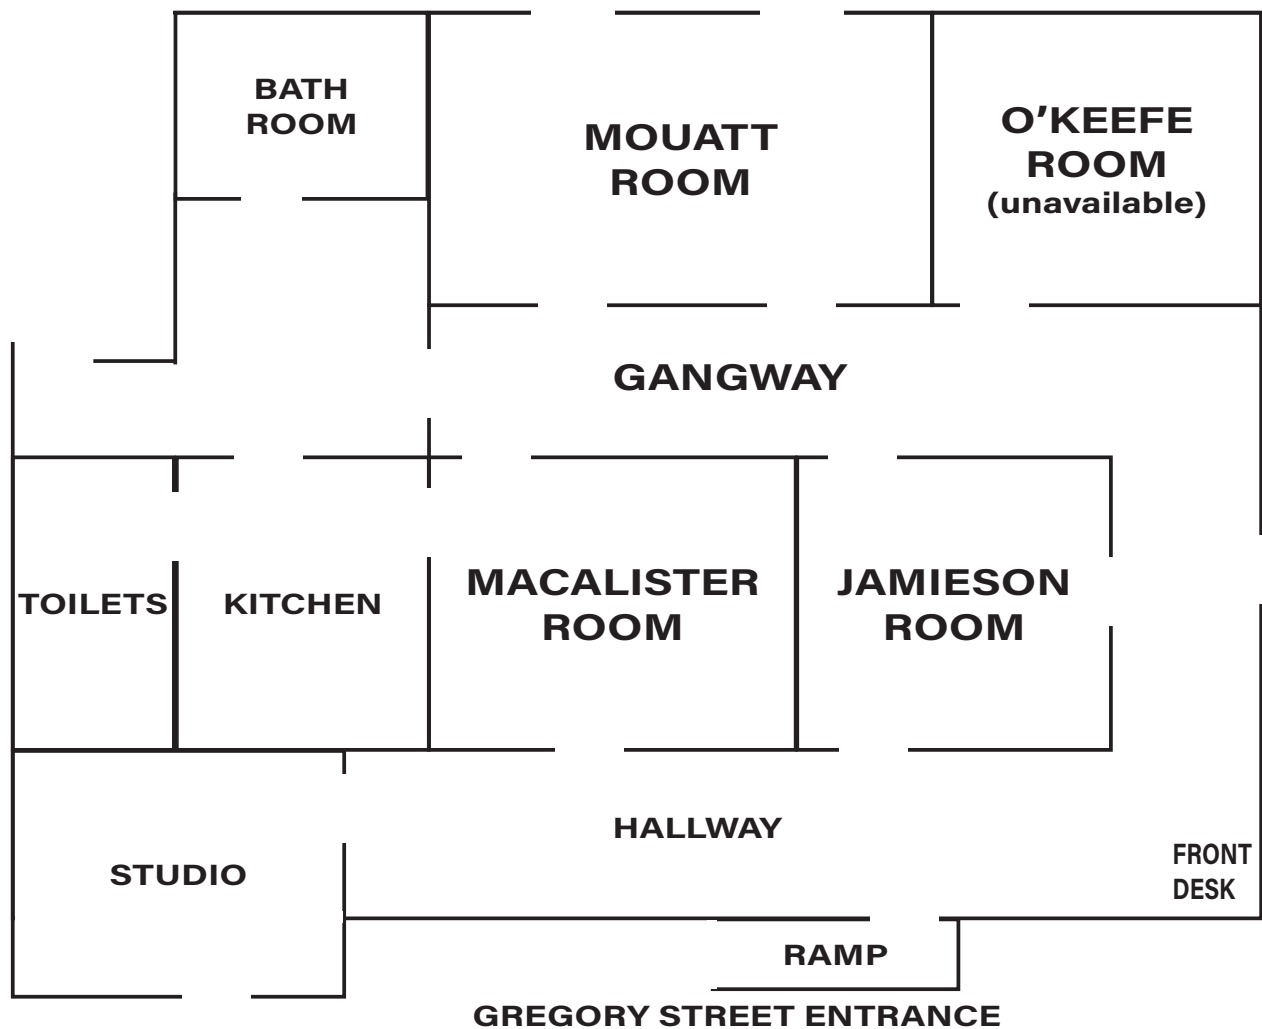 BATH
ROOM
MOUATT
ROOM
O'KEEFE
ROOM
(unavailable)
GANGWAY
TOILETS
KITCHEN
MACALISTER
ROOM
JAMIESON
ROOM
HALLWAY
STUDIO
FRONT
DESK
RAMP
GREGORY STREET ENTRANCE